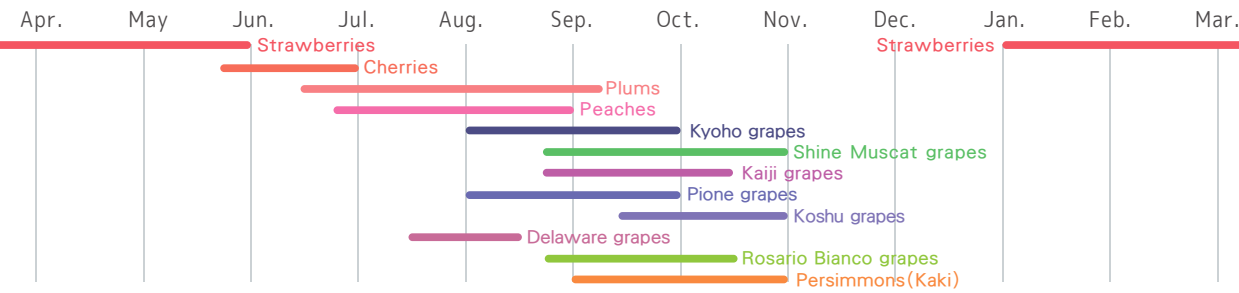 Apr. May Jun. Jul. Aug. Sep. Oct. Nov. Dec. Jan. Feb. Mar.
Strawberries Strawberries
Cherries
Plums
Peaches
Kyoho grapes
Shine Muscat grapes
Kaiji grapes
Pione grapes
Koshu grapes
Delaware grapes
Rosario Bianco grapes
Persimmons(Kaki)